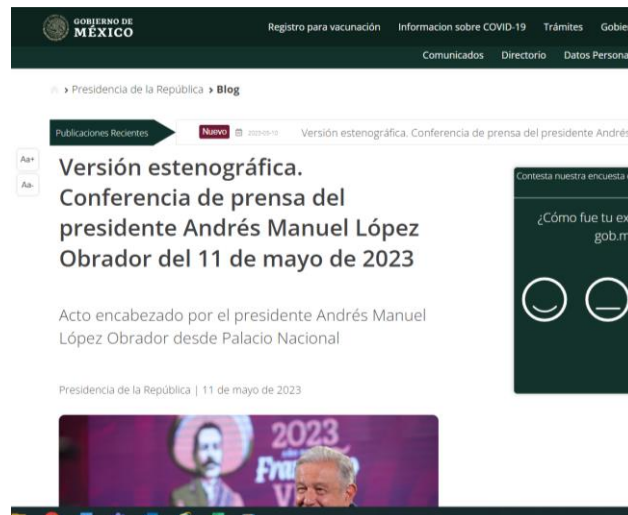 GOBIERNO DE
MÉXICO
Registro para vacunación Informacion sobre COVID-19 Trámites
Comunicados Directorio Datos
> Presidencia de la República > Blog
Publicaciones Recientes Nuevo Versión estenográfica. Conferencia de prensa del presidente Andrés
Aa+
Aa-
Versión estenográfica.
Conferencia de prensa del
presidente Andrés Manuel López
Obrador del 11 de mayo de 2023
Contesta nuestra encuesta
¿Cómo fue tu
Acto encabezado por el presidente Andrés Manuel
López Obrador desde Palacio Nacional
Presidencia de la República | 11 de mayo de 2023
2023